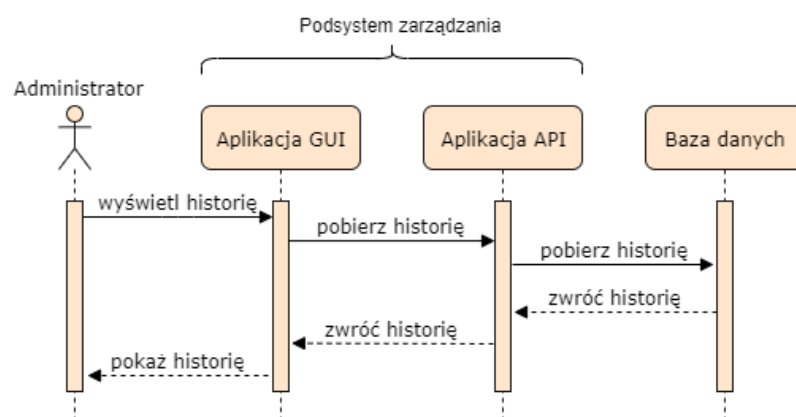 Podsystem zarządzania
Administrator
Aplikacja GUI
Aplikacja API
Baza danych
wyświetl historię
pobierz historię
pobierz historię
zwróć historię
zwróć historię
pokaż historię